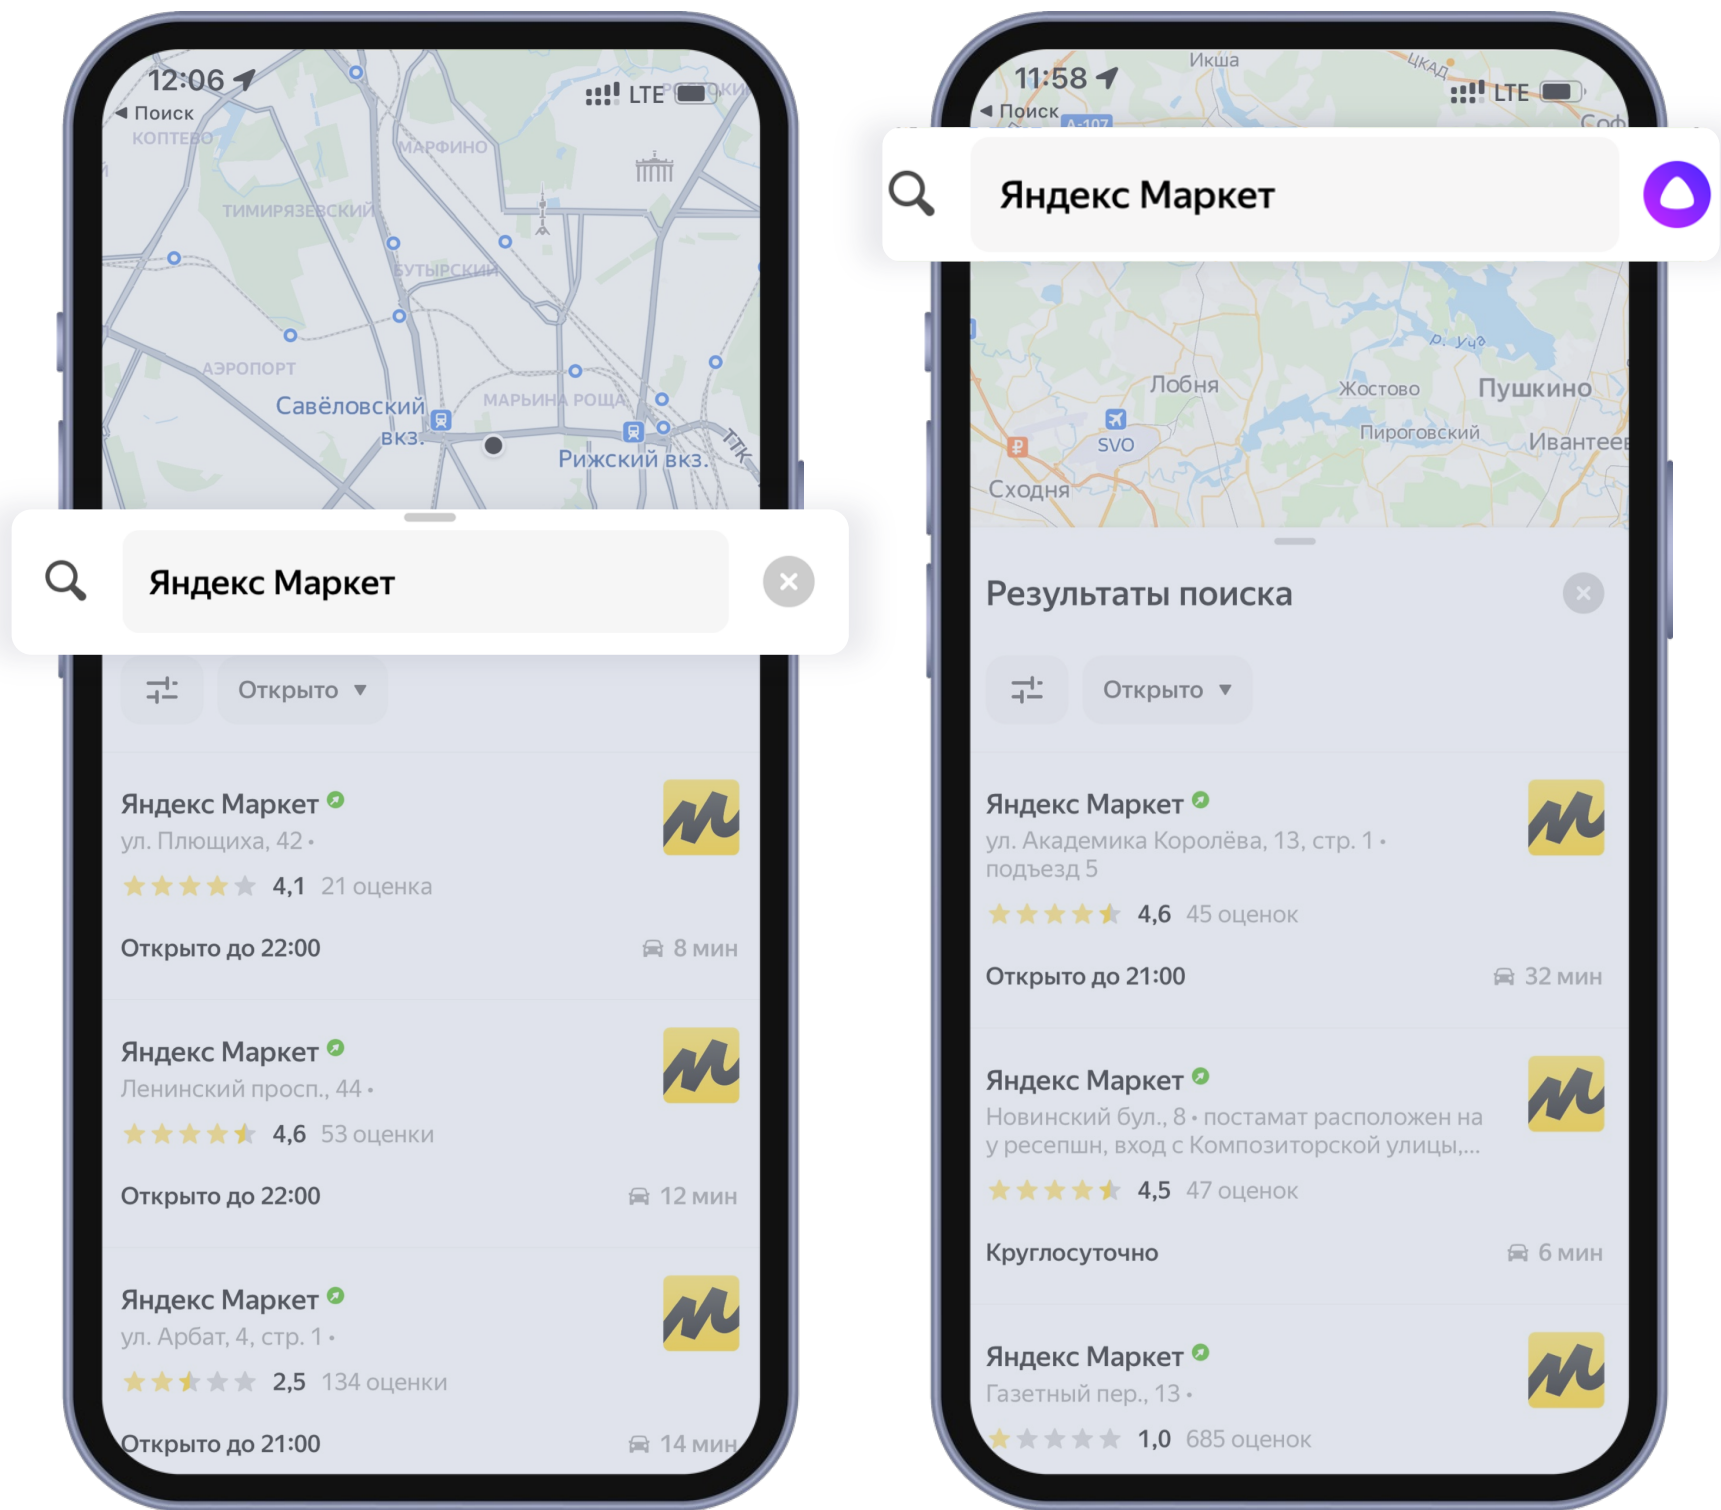 12:06
LTE
Поиск
КОПТЕВО
МАРФИНО
ТИМИРЯЗЕВСКИЙ
БУТЫРСКИЙ
АЭРОПОРТ
МАРЬИНА РОЩА
Савёловский
вкз.
Рижский вкз.
ТТК
Яндекс Маркет
Открыто
Яндекс Маркет
ул. Плющиха, 42 •
4,1 21 оценка
Открыто до 22:00 8 мин
Яндекс Маркет
Ленинский просп., 44 •
4,6 53 оценки
Открыто до 22:00 12 мин
Яндекс Маркет
ул. Арбат, 4, стр. 1 •
2,5 134 оценки
Открыто до 21:00 14 мин
11:58
LTE
Поиск
Икша
ЦКАД
А-107
Соф
Яндекс Маркет
р. Уча
Лобня
Жостово
Пушкино
SVO
Пироговский
Ивантеев
Сходня
Результаты поиска
Открыто
Яндекс Маркет
ул. Академика Королёва, 13, стр. 1 •
подъезд 5
4,6 45 оценок
Открыто до 21:00 32 мин
Яндекс Маркет
Новинский бул., 8 • постамат расположен на
у ресепшн, вход с Композиторской улицы,...
4,5 47 оценок
Круглосуточно 6 мин
Яндекс Маркет
Газетный пер., 13 •
1,0 685 оценок